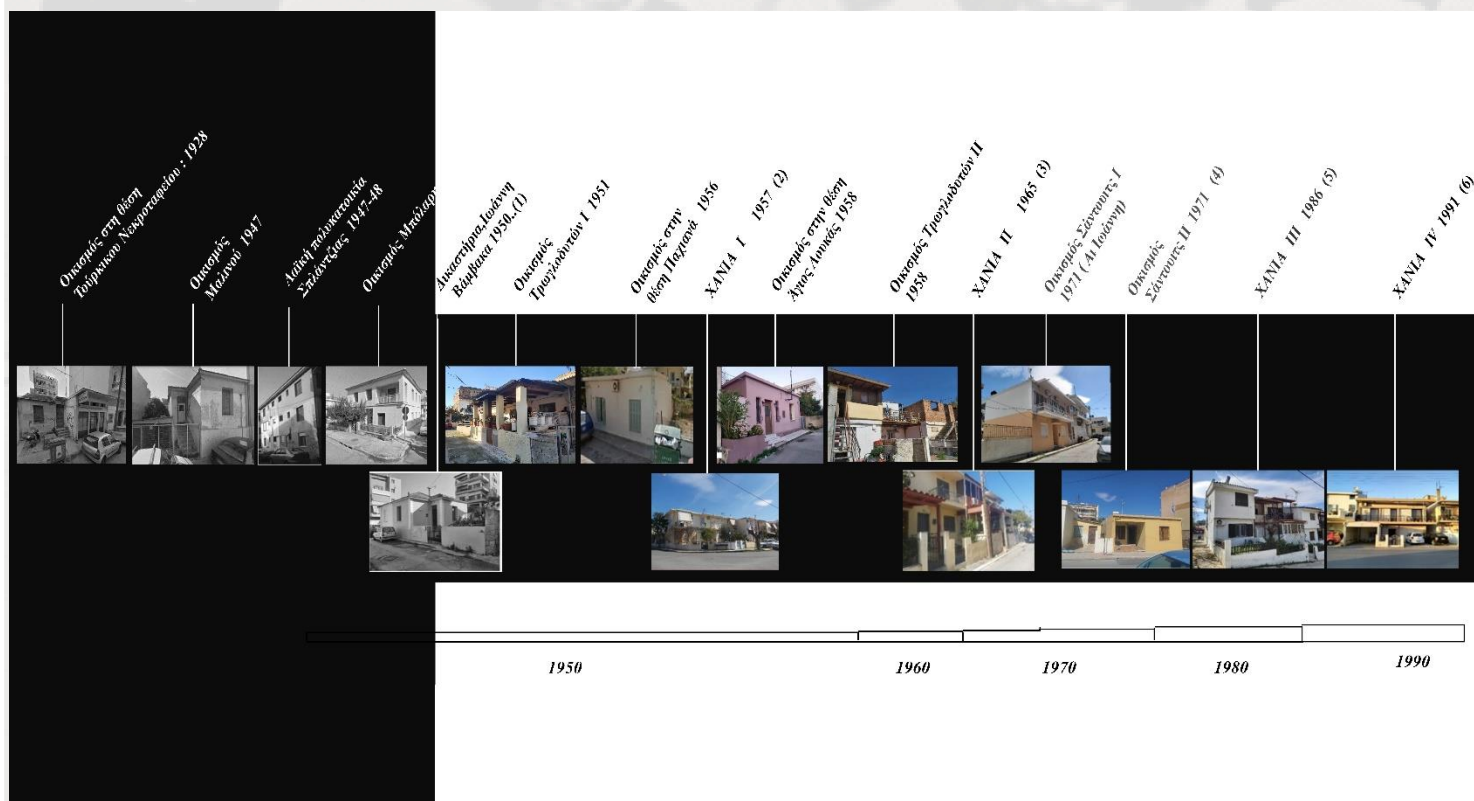 Οικισμός στη θέση
Τούρκικου Νεκροταφείου : 1928
Οικισμός
Μαλινού 1947
Λαϊκή πολυκατοικία
Σπλάντζιας 1947-48
Οικισμός Μπόλαρη
Δικαστήρια,Ιωάννη
Βάμβακα 1950.(1)
Οικισμός
Τρωγλοδυτών Ι 1951
Οικισμός στην
θέση Παχιανά 1956
ΧΑΝΙΑ Ι 1957 (2)
Οικισμός στην θέση
Άγιος Λουκάς 1958
Οικισμός Τρωγλοδυτών ΙΙ
1958
ΧΑΝΙΑ ΙΙ 1965 (3)
Οικισμός Σάντουιτς Ι
1971 ( Αϊ Ιωάννη)
Οικισμός
Σάντουιτς ΙΙ 1971 (4)
ΧΑΝΙΑ ΙΙΙ 1986 (5)
ΧΑΝΙΑ ΙV 1991 (6)
1950
1960
1970
1980
1990